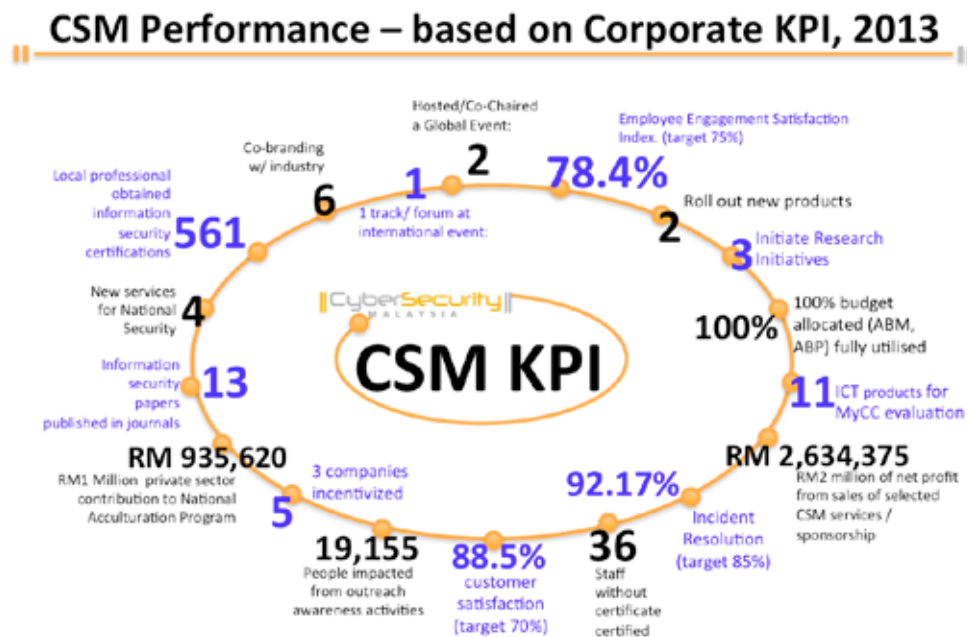 CSM Performance – based on Corporate KPI, 2013
Hosted/Co-Chaired
a Global Event:
2
Employee Engagement Satisfaction
Index. (target 75%)
78.4%
Co-branding
w/ industry
6
1
1 track/ forum at
international event:
2
Roll out new products
Local professional
obtained
information
security
certifications
561
3
Initiate Research
Initiatives
New services
for National
Security
4
CyberSecurity
MALAYSIA
CSM KPI
100%
100% budget
allocated (ABM,
ABP) fully utilised
Information
security
papers
published in journals
13
11
ICT products for
MyCC evaluation
RM 935,620
RM1 Million private sector
contribution to National
Acculturation Program
RM 2,634,375
RM2 million of net profit
from sales of selected
CSM services /
sponsorship
3 companies
incentivized
5
92.17%
Incident
Resolution
(target 85%)
19,155
People impacted
from outreach
awareness activities
88.5%
customer
satisfaction
(target 70%)
36
Staff
without
certificate
certified